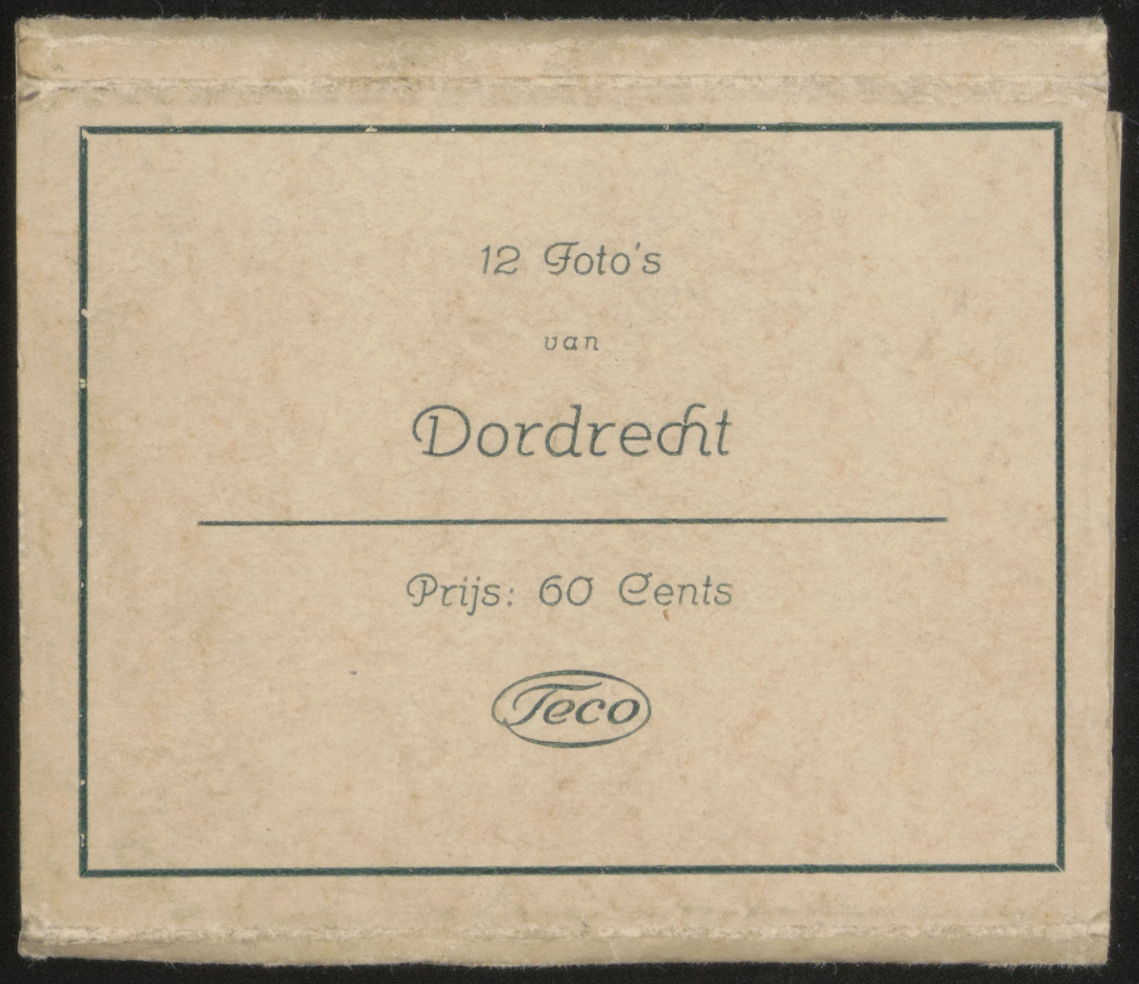 12 Foto's
van
Dordrecht
Prijs: 60 Cents
Teco